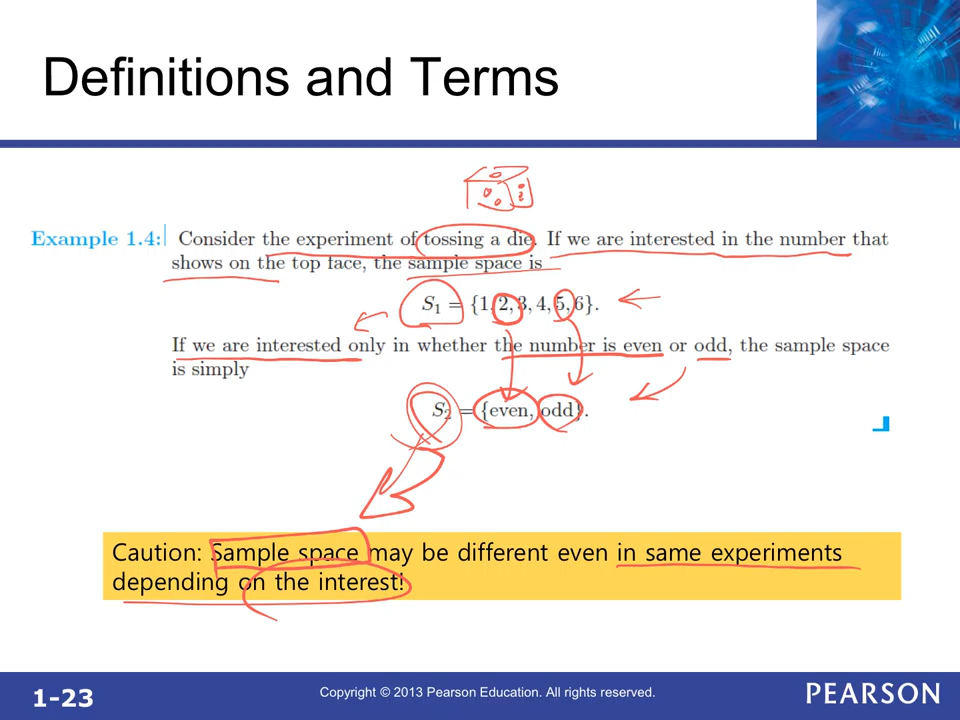 Definitions and Terms
Example 1.4: Consider the experiment of tossing a die. If we are interested in the number that
shows on the top face, the sample space is
S₁ = {1, 2, 3, 4, 5, 6}.
If we are interested only in whether the number is even or odd, the sample space
is simply
S₂ = {even, odd}.
Caution: Sample space may be different even in same experiments
depending on the interest!
1-23
Copyright © 2013 Pearson Education. All rights reserved.
PEARSON